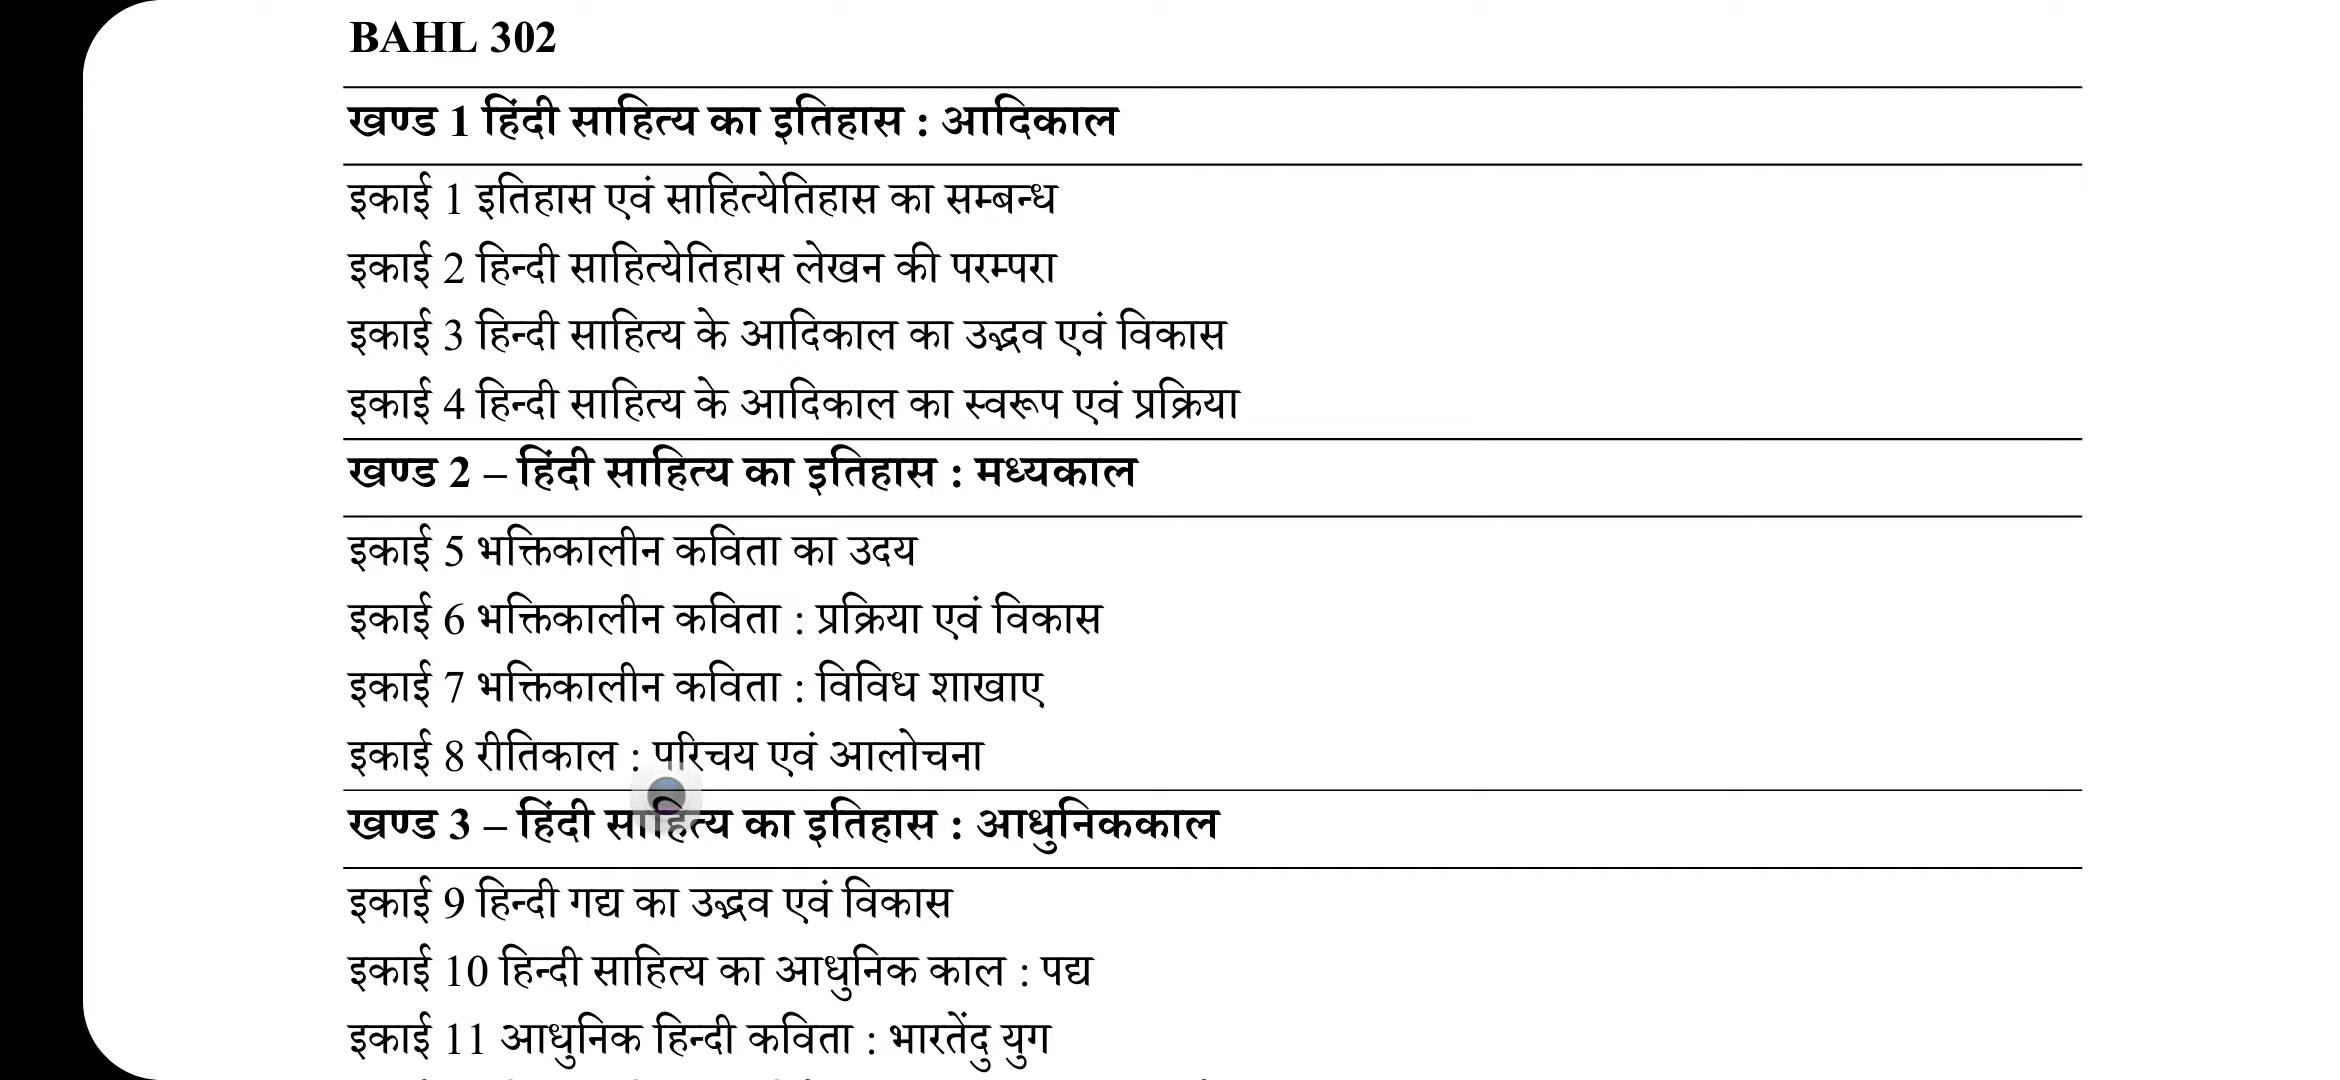 BAHL 302
खण्ड 1 हिंदी साहित्य का इतिहास : आदिकाल
इकाई 1 इतिहास एवं साहित्येतिहास का सम्बन्ध
इकाई 2 हिन्दी साहित्येतिहास लेखन की परम्परा
इकाई 3 हिन्दी साहित्य के आदिकाल का उद्भव एवं विकास
इकाई 4 हिन्दी साहित्य के आदिकाल का स्वरूप एवं प्रक्रिया
खण्ड 2 – हिंदी साहित्य का इतिहास : मध्यकाल
इकाई 5 भक्तिकालीन कविता का उदय
इकाई 6 भक्तिकालीन कविता : प्रक्रिया एवं विकास
इकाई 7 भक्तिकालीन कविता : विविध शाखाए
इकाई 8 रीतिकाल : परिचय एवं आलोचना
खण्ड 3 – हिंदी साहित्य का इतिहास : आधुनिककाल
इकाई 9 हिन्दी गद्य का उद्भव एवं विकास
इकाई 10 हिन्दी साहित्य का आधुनिक काल : पद्य
इकाई 11 आधुनिक हिन्दी कविता : भारतेंदु युग